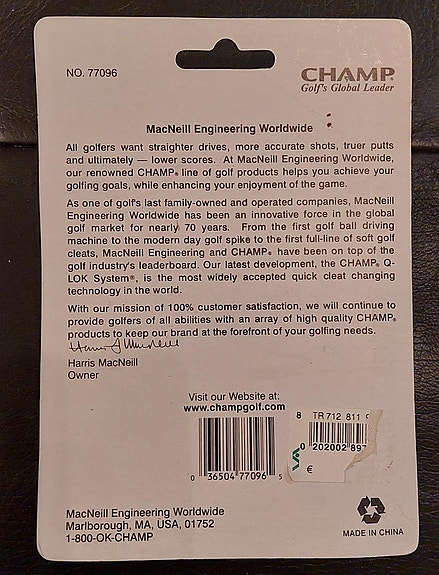 NO. 77096
CHAMP®
Golf's Global Leader
MacNeill Engineering Worldwide
All golfers want straighter drives, more accurate shots, truer putts
and ultimately — lower scores. At MacNeill Engineering Worldwide,
our renowned CHAMP® line of golf products helps you achieve your
golfing goals, while enhancing your enjoyment of the game.
As one of golf's last family-owned and operated companies, MacNeill
Engineering Worldwide has been an innovative force in the global
golf market for nearly 70 years. From the first golf ball driving
machine to the modern day golf spike to the first full-line of soft golf
cleats, MacNeill Engineering and CHAMP® have been on top of the
golf industry's leaderboard. Our latest development, the CHAMP® Q-
LOK System®, is the most widely accepted quick cleat changing
technology in the world.
With our mission of 100% customer satisfaction, we will continue to
provide golfers of all abilities with an array of high quality CHAMP®
products to keep our brand at the forefront of your golfing needs.
Harris MacNeill
Owner
Visit our Website at:
www.champgolf.com
8 TR 712 811
0 202002 897
€
0 36504 77096 5
MacNeill Engineering Worldwide
Marlborough, MA, USA, 01752
1-800-OK-CHAMP
MADE IN CHINA